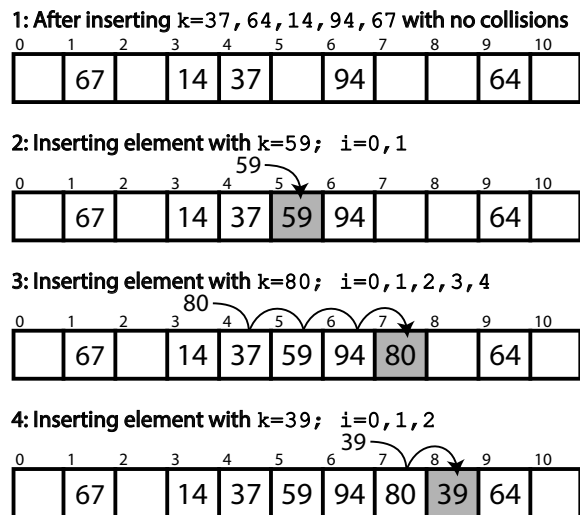 1: After inserting k=37,64,14,94,67 with no collisions
0 1 2 3 4 5 6 7 8 9 10
67 14 37 94 64
2: Inserting element with k=59; i=0,1
59
0 1 2 3 4 5 6 7 8 9 10
67 14 37 59 94 64
3: Inserting element with k=80; i=0,1,2,3,4
80
0 1 2 3 4 5 6 7 8 9 10
67 14 37 59 94 80 64
4: Inserting element with k=39; i=0,1,2
39
0 1 2 3 4 5 6 7 8 9 10
67 14 37 59 94 80 39 64